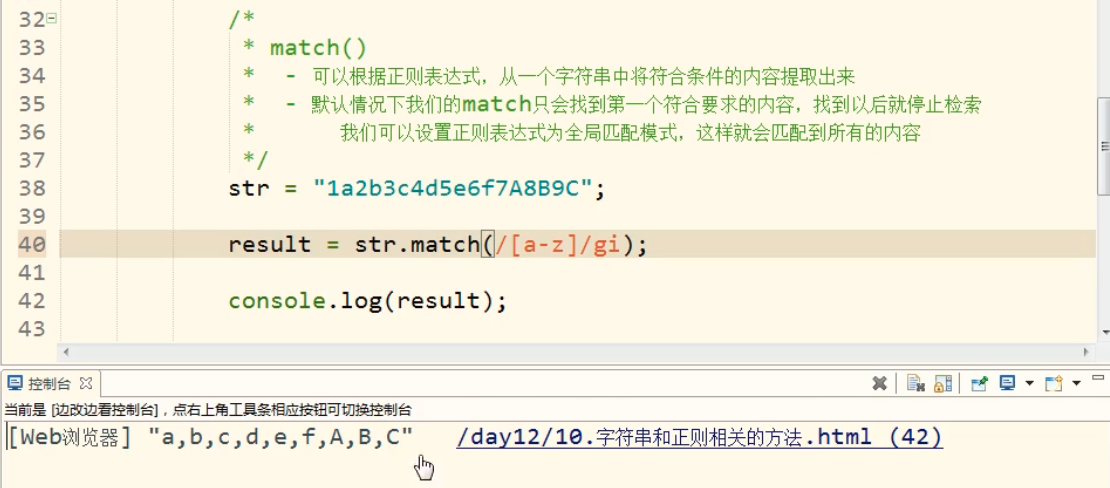 32 /*
33 * match()
34 * - 可以根据正则表达式，从一个字符串中将符合条件的内容提取出来
35 * - 默认情况下我们的match只会找到第一个符合要求的内容，找到以后就停止检索
36 * 我们可以设置正则表达式为全局匹配模式，这样就会匹配到所有的内容
37 */
38 str = "1a2b3c4d5e6f7A8B9C";
39
40 result = str.match(/[a-z]/gi);
41
42 console.log(result);
43
控制台
当前是 [边改边看控制台]，点右上角工具条相应按钮可切换控制台
[Web浏览器] "a,b,c,d,e,f,A,B,C" /day12/10.字符串和正则相关的方法.html (42)